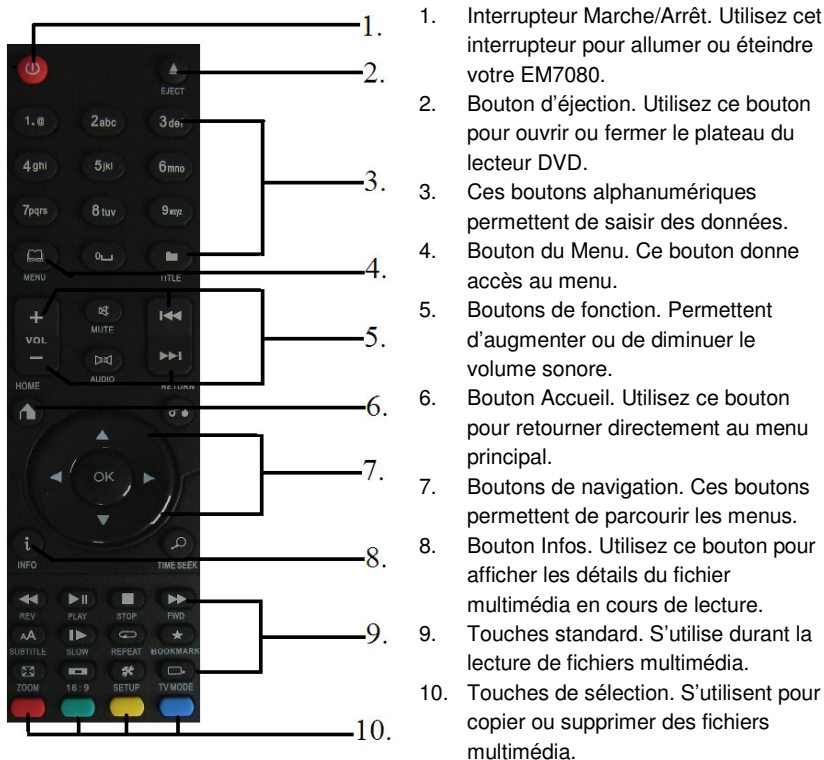 1.
2.
EJECT
1.@ 2abc 3def
4ghi 5jkl 6mno
3.
7pqrs 8tuv 9wxyz
0
4.
MENU TITLE
+
MUTE
VOL
5.
−
AUDIO
HOME RETURN
6.
OK
7.
i
8.
INFO TIME SEEK
REV PLAY STOP FWD
AA
9.
SUBTITLE SLOW REPEAT BOOKMARK
ZOOM 16:9 SETUP TV MODE
10.
1. Interrupteur Marche/Arrêt. Utilisez cet
interrupteur pour allumer ou éteindre
votre EM7080.
2. Bouton d’éjection. Utilisez ce bouton
pour ouvrir ou fermer le plateau du
lecteur DVD.
3. Ces boutons alphanumériques
permettent de saisir des données.
4. Bouton du Menu. Ce bouton donne
accès au menu.
5. Boutons de fonction. Permettent
d’augmenter ou de diminuer le
volume sonore.
6. Bouton Accueil. Utilisez ce bouton
pour retourner directement au menu
principal.
7. Boutons de navigation. Ces boutons
permettent de parcourir les menus.
8. Bouton Infos. Utilisez ce bouton pour
afficher les détails du fichier
multimédia en cours de lecture.
9. Touches standard. S’utilise durant la
lecture de fichiers multimédia.
10. Touches de sélection. S’utilisent pour
copier ou supprimer des fichiers
multimédia.